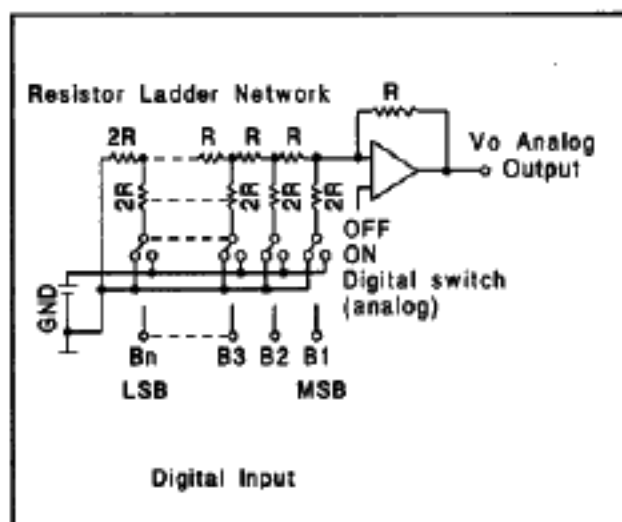 Resistor Ladder Network
R
2R
R
R
R
Vo Analog
Output
2R
2R
2R
2R
OFF
ON
Digital switch
(analog)
GND
Bn
B3
B2
B1
LSB
MSB
Digital Input